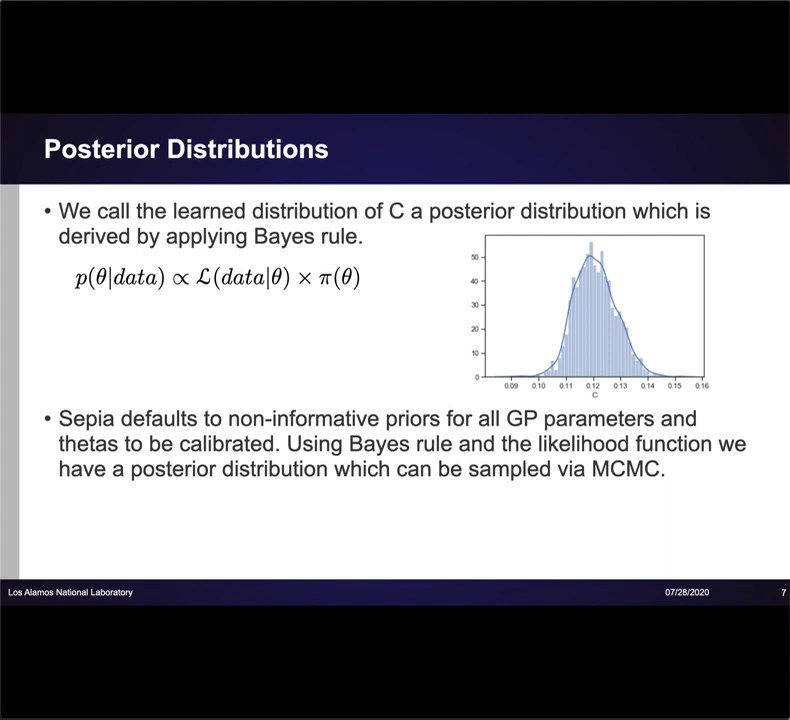 Posterior Distributions
• We call the learned distribution of C a posterior distribution which is
derived by applying Bayes rule.
p(θ|data) ∝ ℒ(data|θ) × π(θ)
50
40
30
20
10
0
0.09 0.10 0.11 0.12 0.13 0.14 0.15 0.16
C
• Sepia defaults to non-informative priors for all GP parameters and
thetas to be calibrated. Using Bayes rule and the likelihood function we
have a posterior distribution which can be sampled via MCMC.
Los Alamos National Laboratory 07/28/2020 7